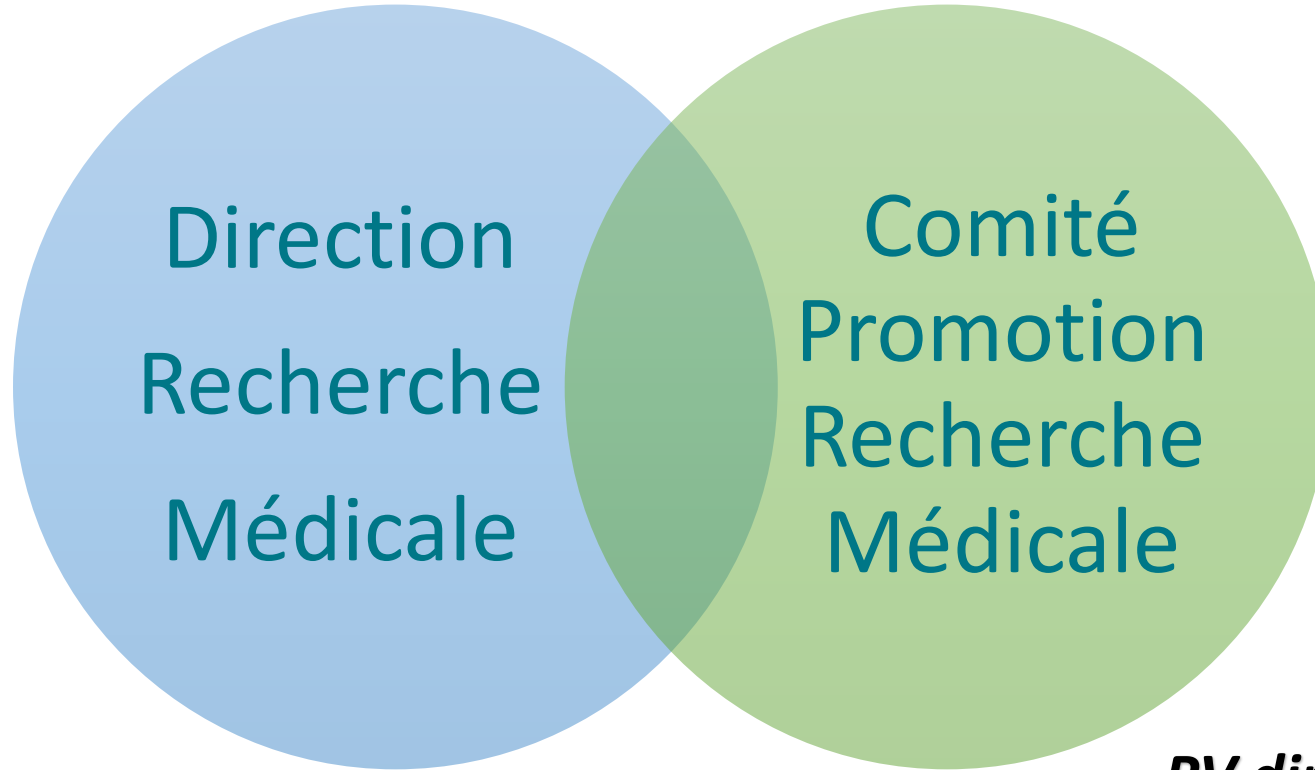 Direction
Recherche
Médicale
Comité
Promotion
Recherche
Médicale